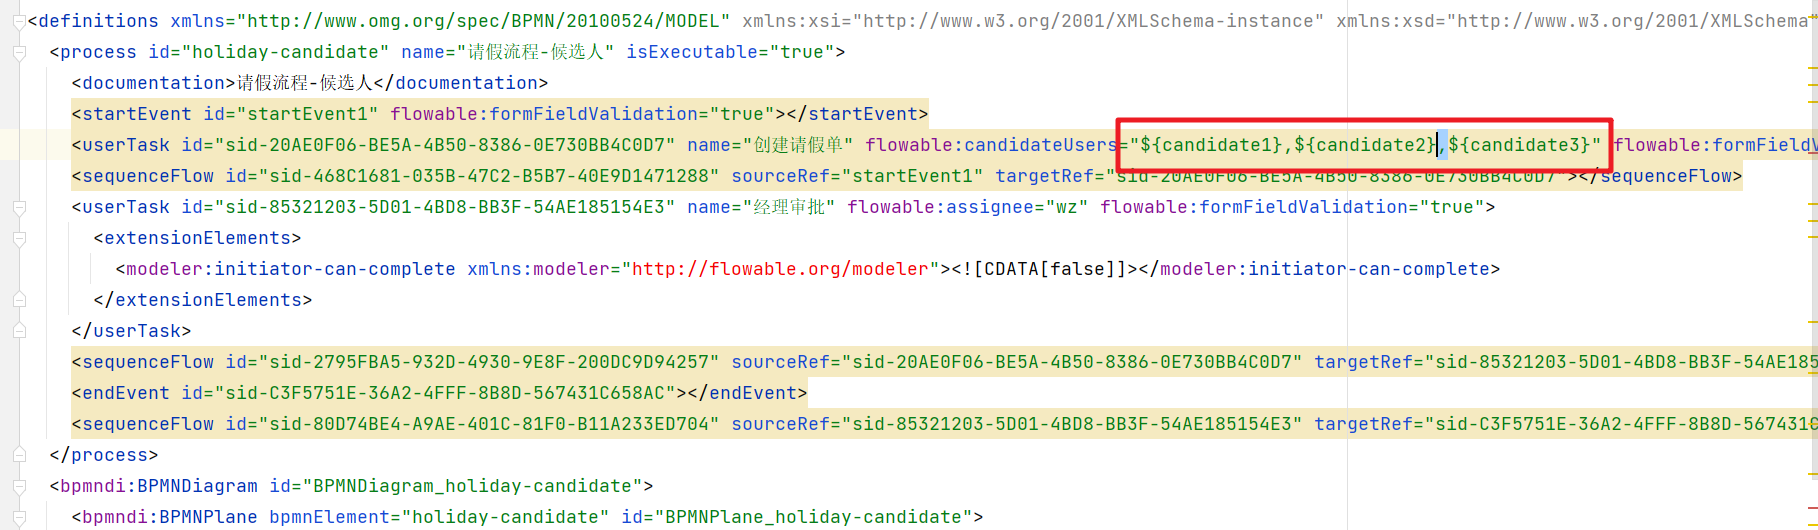 <definitions xmlns="http://www.omg.org/spec/BPMN/20100524/MODEL" xmlns:xsi="http://www.w3.org/2001/XMLSchema-instance" xmlns:xsd="http://www.w3.org/2001/XMLSchema"
<process id="holiday-candidate" name="请假流程-候选人" isExecutable="true">
<documentation>请假流程-候选人</documentation>
<startEvent id="startEvent1" flowable:formFieldValidation="true"></startEvent>
<userTask id="sid-20AE0F06-BE5A-4B50-8386-0E730BB4C0D7" name="创建请假单" flowable:candidateUsers="${candidate1},${candidate2},${candidate3}" flowable:formFieldV
<sequenceFlow id="sid-468C1681-035B-47C2-B5B7-40E9D1471288" sourceRef="startEvent1" targetRef="sid-20AE0F06-BE5A-4B50-8386-0E730BB4C0D7"></sequenceFlow>
<userTask id="sid-85321203-5D01-4BD8-BB3F-54AE185154E3" name="经理审批" flowable:assignee="wz" flowable:formFieldValidation="true">
<extensionElements>
<modeler:initiator-can-complete xmlns:modeler="http://flowable.org/modeler"><![CDATA[false]]></modeler:initiator-can-complete>
</extensionElements>
</userTask>
<sequenceFlow id="sid-2795FBA5-932D-4930-9E8F-200DC9D94257" sourceRef="sid-20AE0F06-BE5A-4B50-8386-0E730BB4C0D7" targetRef="sid-85321203-5D01-4BD8-BB3F-54AE185
<endEvent id="sid-C3F5751E-36A2-4FFF-8B8D-567431C658AC"></endEvent>
<sequenceFlow id="sid-80D74BE4-A9AE-401C-81F0-B11A233ED704" sourceRef="sid-85321203-5D01-4BD8-BB3F-54AE185154E3" targetRef="sid-C3F5751E-36A2-4FFF-8B8D-567431C
</process>
<bpmndi:BPMNDiagram id="BPMNDiagram_holiday-candidate">
<bpmndi:BPMNPlane bpmnElement="holiday-candidate" id="BPMNPlane_holiday-candidate">